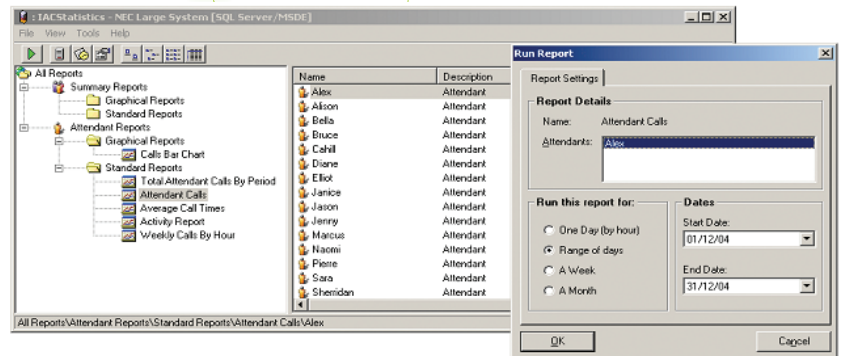 : IACStatistics - NEC Large System [SQL Server/MSDE]
File View Tools Help
All Reports
Summary Reports
Graphical Reports
Standard Reports
Attendant Reports
Graphical Reports
Calls Bar Chart
Standard Reports
Total Attendant Calls By Period
Attendant Calls
Average Call Times
Activity Report
Weekly Calls By Hour
Name Description
Alex Attendant
Alison Attendant
Bella Attendant
Bruce Attendant
Cahill Attendant
Diane Attendant
Elliot Attendant
Janice Attendant
Jason Attendant
Jenny Attendant
Marcus Attendant
Naomi Attendant
Pierre Attendant
Sara Attendant
Sherridan Attendant
All Reports\Attendant Reports\Standard Reports\Attendant Calls\Alex
Run Report
Report Settings
Report Details
Name: Attendant Calls
Attendants: Alex
Run this report for:
One Day (by hour)
Range of days
A Week
A Month
Dates
Start Date:
01/12/04
End Date:
31/12/04
OK Cancel